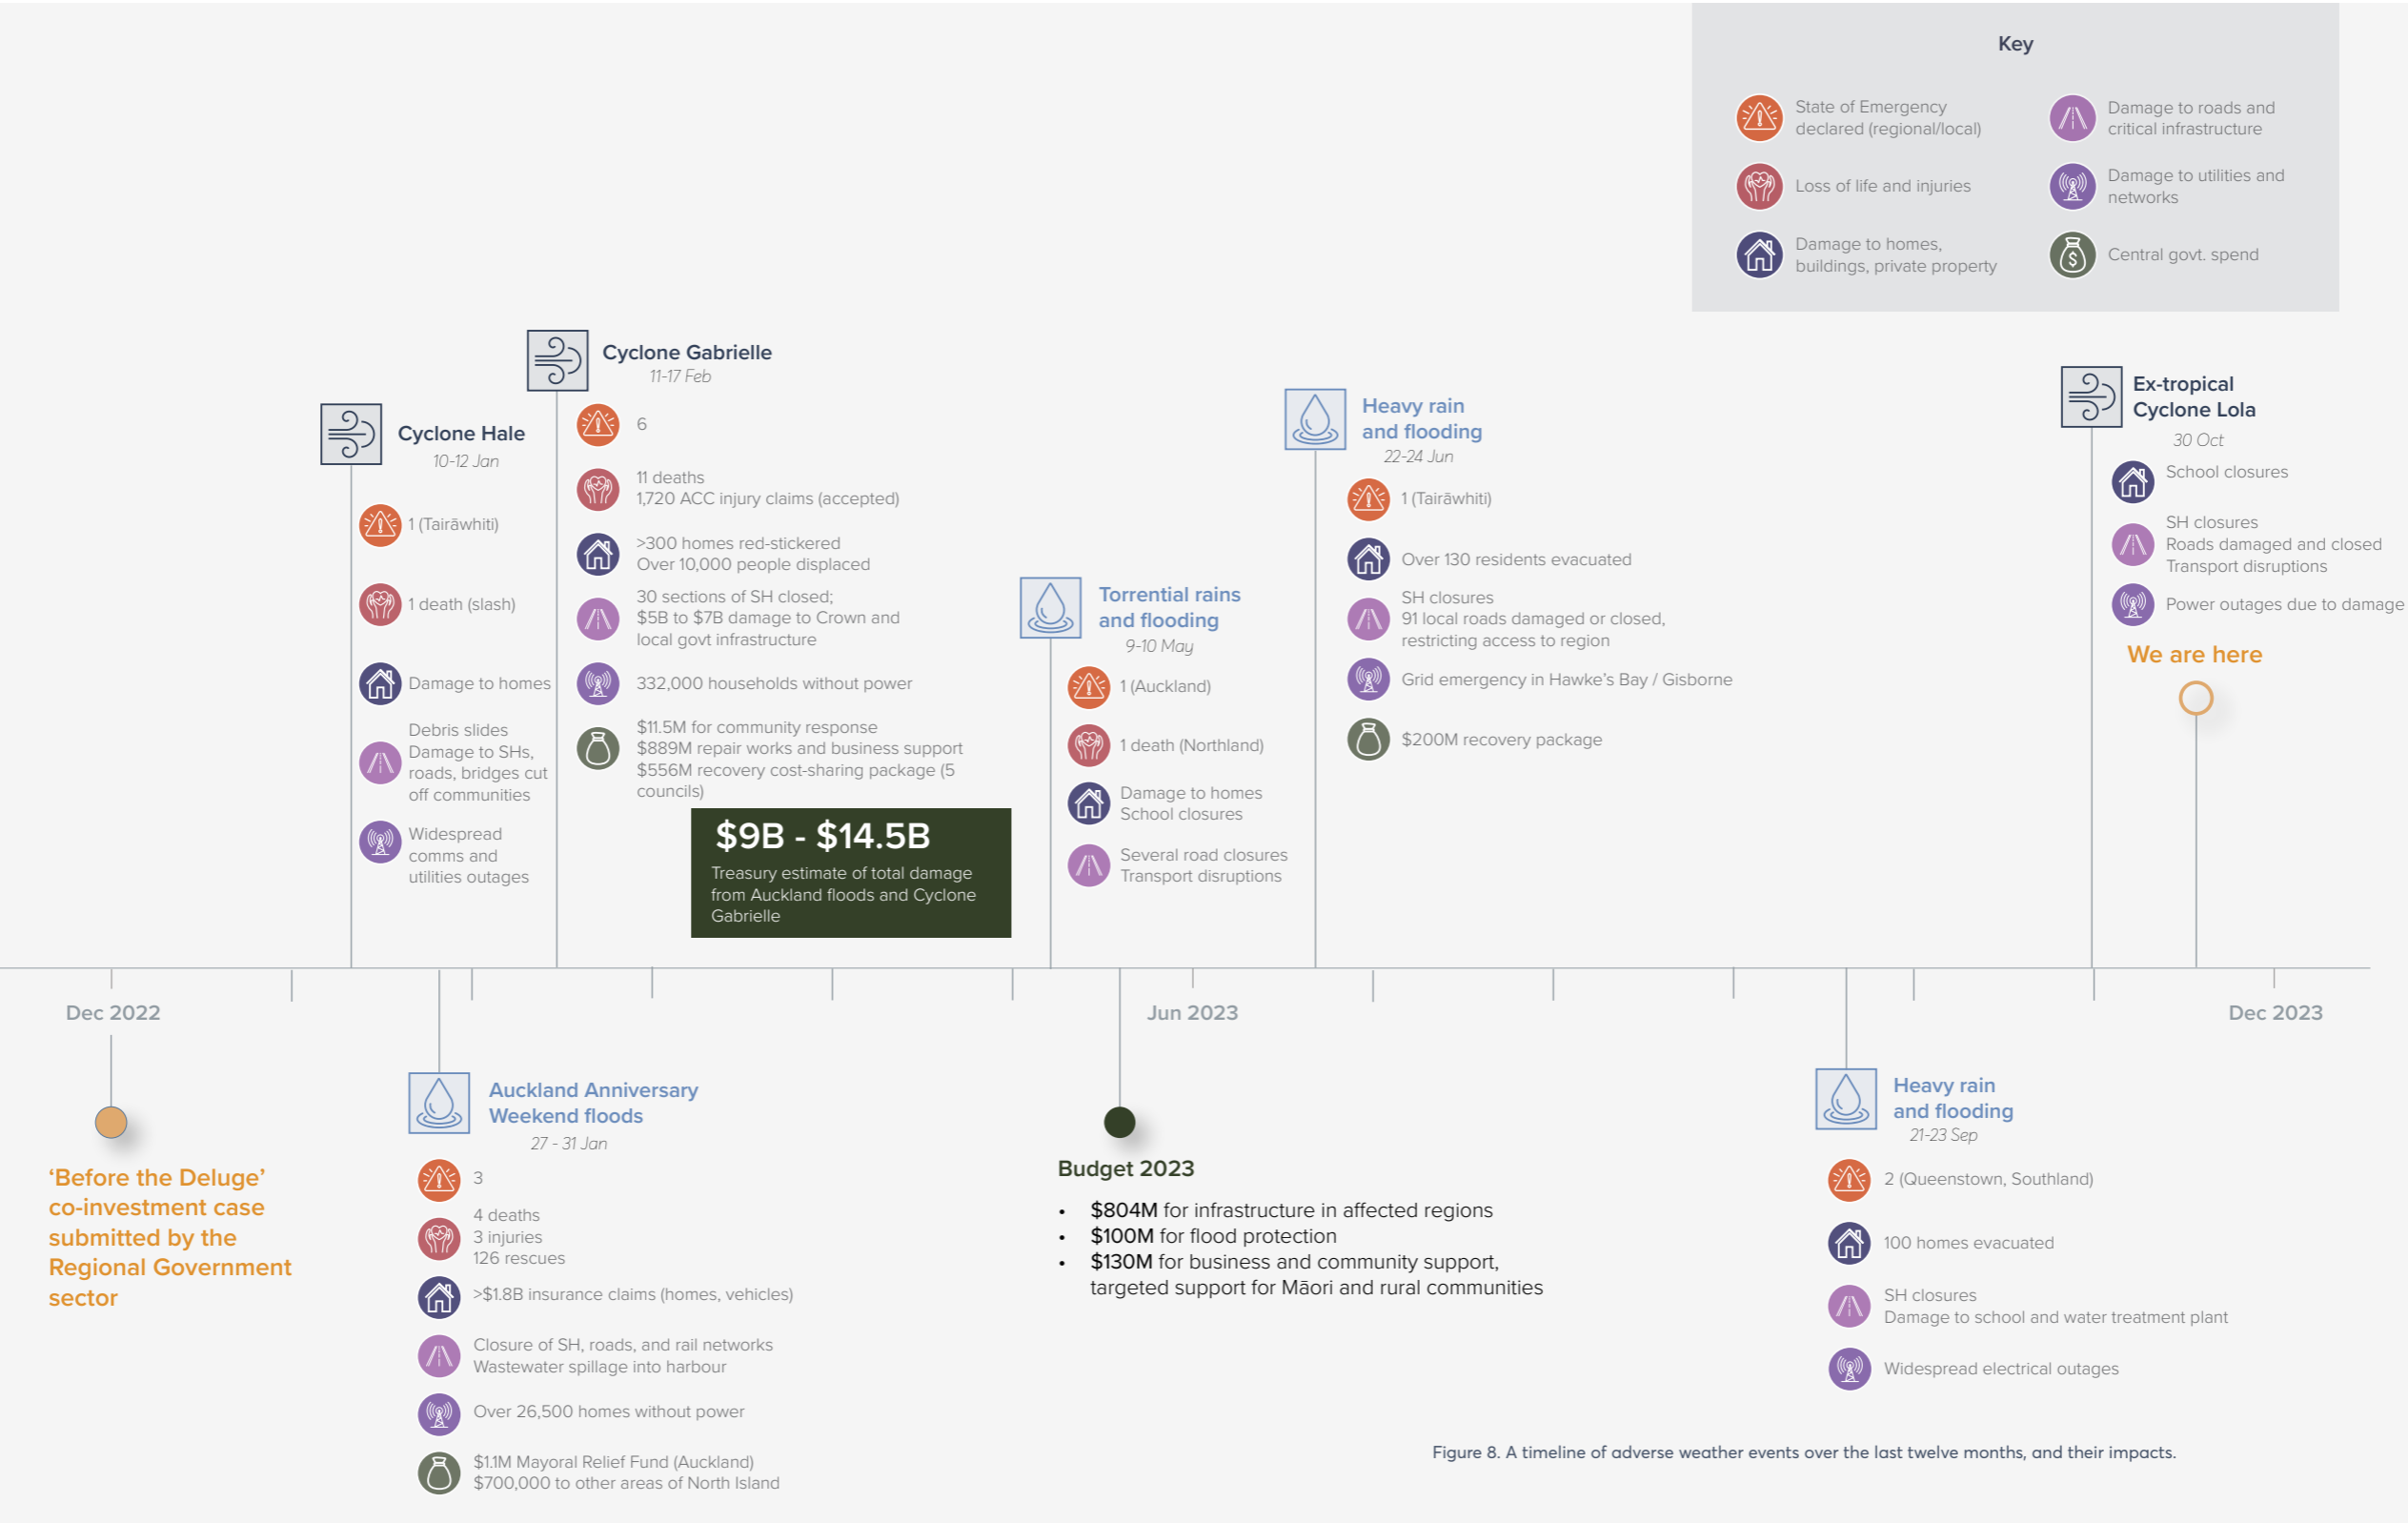 Key
State of Emergency
declared (regional/local)
Loss of life and injuries
Damage to homes,
buildings, private property
Damage to roads and
critical infrastructure
Damage to utilities and
networks
Central govt. spend
Cyclone Hale
10-12 Jan
1 (Tairāwhiti)
1 death (slash)
Damage to homes
Debris slides
Damage to SHs,
roads, bridges cut
off communities
Widespread
comms and
utilities outages
Cyclone Gabrielle
11-17 Feb
6
11 deaths
1,720 ACC injury claims (accepted)
>300 homes red-stickered
Over 10,000 people displaced
30 sections of SH closed;
$5B to $7B damage to Crown and
local govt infrastructure
332,000 households without power
$11.5M for community response
$889M repair works and business support
$556M recovery cost-sharing package (5
councils)
$9B - $14.5B
Treasury estimate of total damage
from Auckland floods and Cyclone
Gabrielle
Torrential rains
and flooding
9-10 May
1 (Auckland)
1 death (Northland)
Damage to homes
School closures
Several road closures
Transport disruptions
Heavy rain
and flooding
22-24 Jun
1 (Tairāwhiti)
Over 130 residents evacuated
SH closures
91 local roads damaged or closed,
restricting access to region
Grid emergency in Hawke's Bay / Gisborne
$200M recovery package
Ex-tropical
Cyclone Lola
30 Oct
School closures
SH closures
Roads damaged and closed
Transport disruptions
Power outages due to damage
We are here
Dec 2022
Jun 2023
Dec 2023
‘Before the Deluge’
co-investment case
submitted by the
Regional Government
sector
Auckland Anniversary
Weekend floods
27 - 31 Jan
3
4 deaths
3 injuries
126 rescues
>$1.8B insurance claims (homes, vehicles)
Closure of SH, roads, and rail networks
Wastewater spillage into harbour
Over 26,500 homes without power
$1.1M Mayoral Relief Fund (Auckland)
$700,000 to other areas of North Island
Budget 2023
• $804M for infrastructure in affected regions
• $100M for flood protection
• $130M for business and community support,
targeted support for Māori and rural communities
Heavy rain
and flooding
21-23 Sep
2 (Queenstown, Southland)
100 homes evacuated
SH closures
Damage to school and water treatment plant
Widespread electrical outages
Figure 8. A timeline of adverse weather events over the last twelve months, and their impacts.